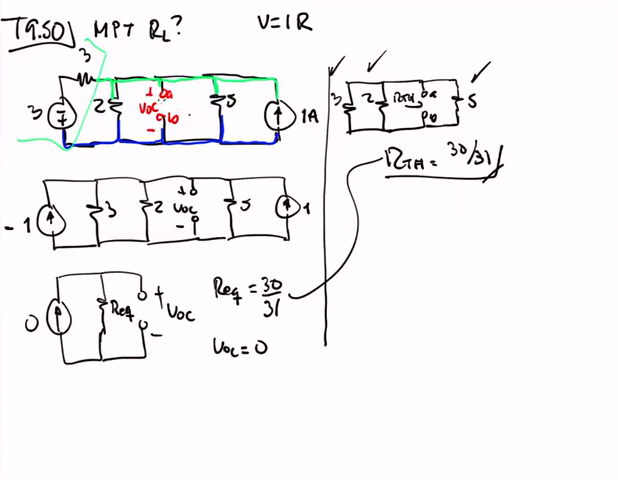 T9.50) MPT RL? V=IR
3
3 2 + Voc - a b 5 1A
3 2 RTH a b 5
RTH = 30/31
-1 3 2 + Voc - 5 1
0 Req + Voc -
Req = 30/31
Voc = 0